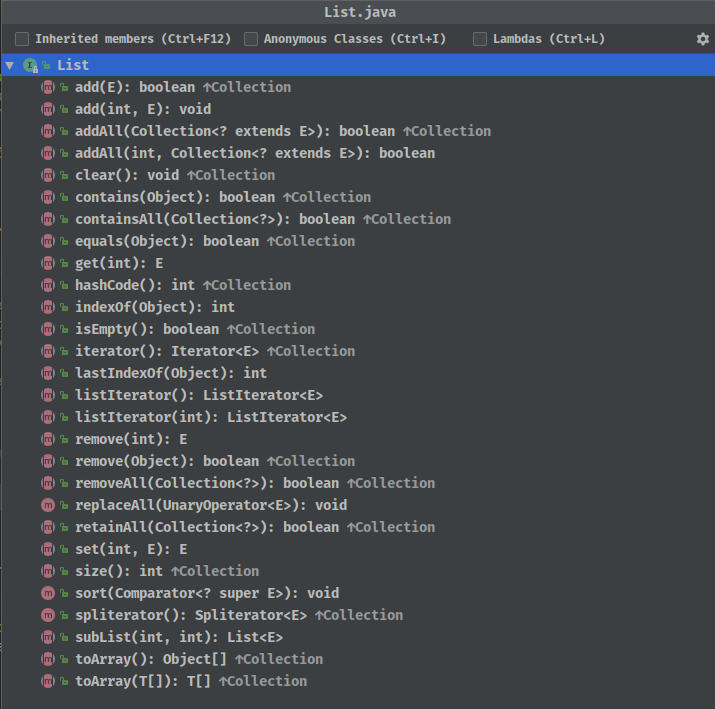 List.java
Inherited members (Ctrl+F12) Anonymous Classes (Ctrl+I) Lambdas (Ctrl+L)
List
add(E): boolean ↑Collection
add(int, E): void
addAll(Collection<? extends E>): boolean ↑Collection
addAll(int, Collection<? extends E>): boolean
clear(): void ↑Collection
contains(Object): boolean ↑Collection
containsAll(Collection<?>): boolean ↑Collection
equals(Object): boolean ↑Collection
get(int): E
hashCode(): int ↑Collection
indexOf(Object): int
isEmpty(): boolean ↑Collection
iterator(): Iterator<E> ↑Collection
lastIndexOf(Object): int
listIterator(): ListIterator<E>
listIterator(int): ListIterator<E>
remove(int): E
remove(Object): boolean ↑Collection
removeAll(Collection<?>): boolean ↑Collection
replaceAll(UnaryOperator<E>): void
retainAll(Collection<?>): boolean ↑Collection
set(int, E): E
size(): int ↑Collection
sort(Comparator<? super E>): void
spliterator(): Spliterator<E> ↑Collection
subList(int, int): List<E>
toArray(): Object[] ↑Collection
toArray(T[]): T[] ↑Collection